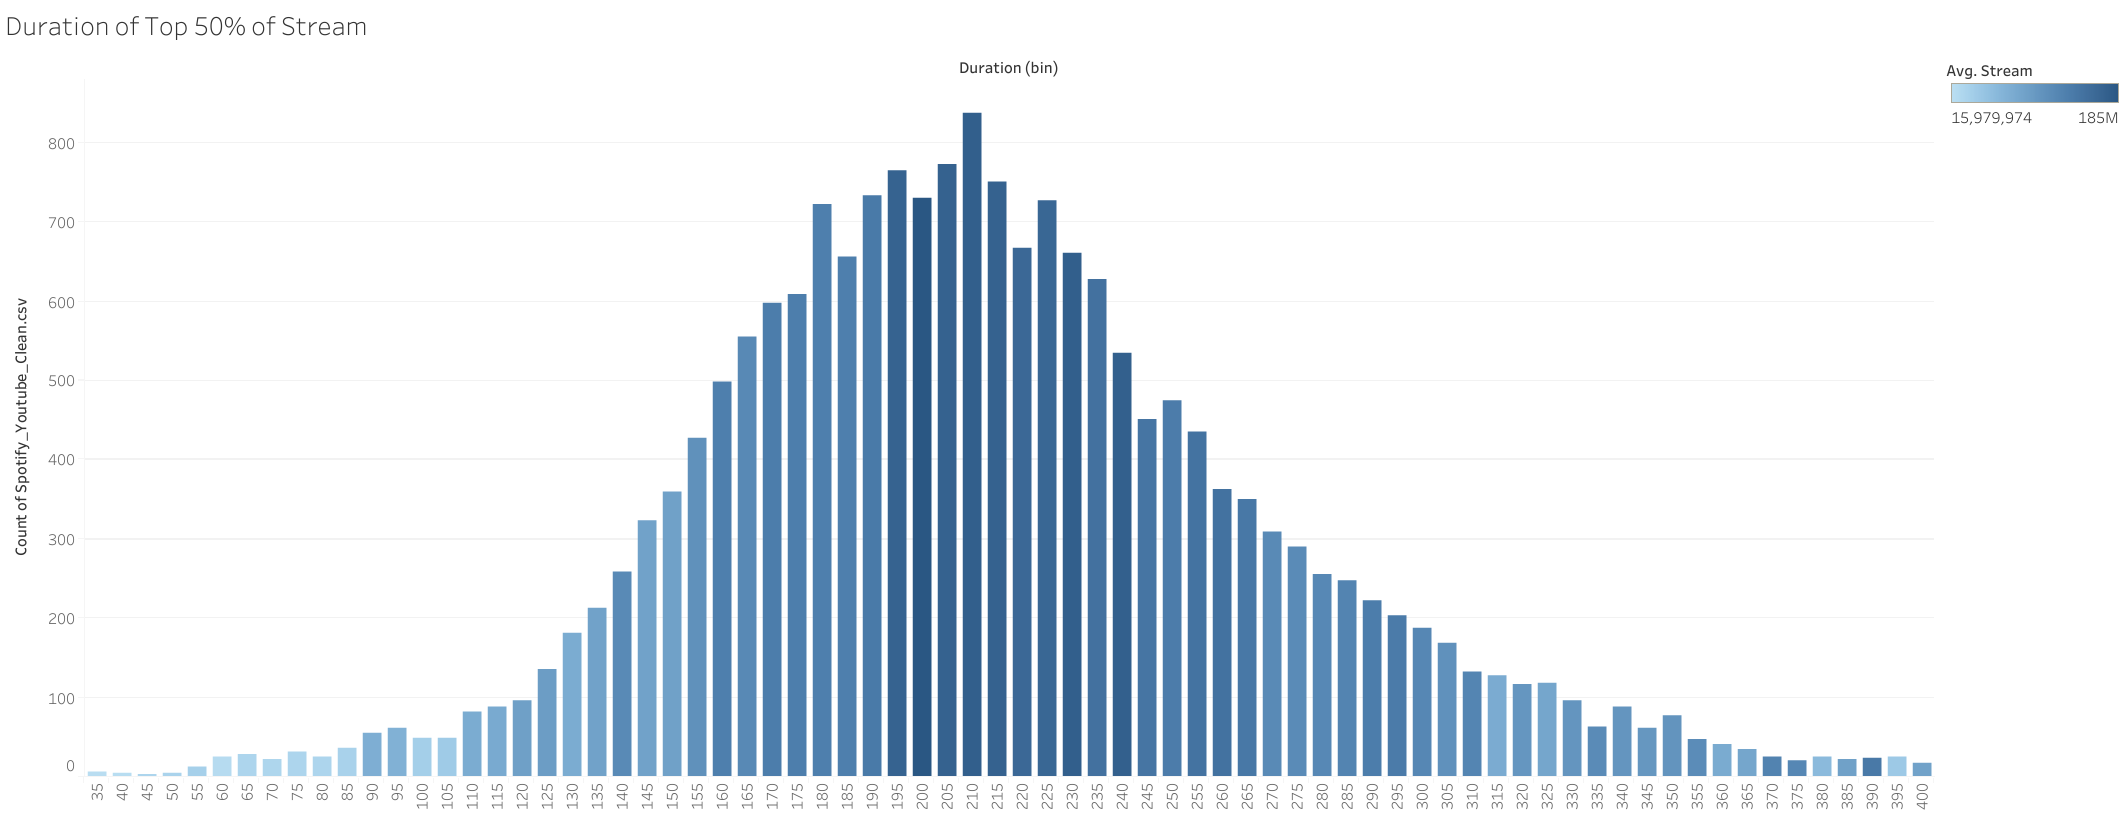 Duration of Top 50% of Stream
Duration (bin)
Avg. Stream
15,979,974 185M
Count of Spotify_Youtube_Clean.csv
800
700
600
500
400
300
200
100
0
35 40 45 50 55 60 65 70 75 80 85 90 95 100 105 110 115 120 125 130 135 140 145 150 155 160 165 170 175 180 185 190 195 200 205 210 215 220 225 230 235 240 245 250 255 260 265 270 275 280 285 290 295 300 305 310 315 320 325 330 335 340 345 350 355 360 365 370 375 380 385 390 395 400